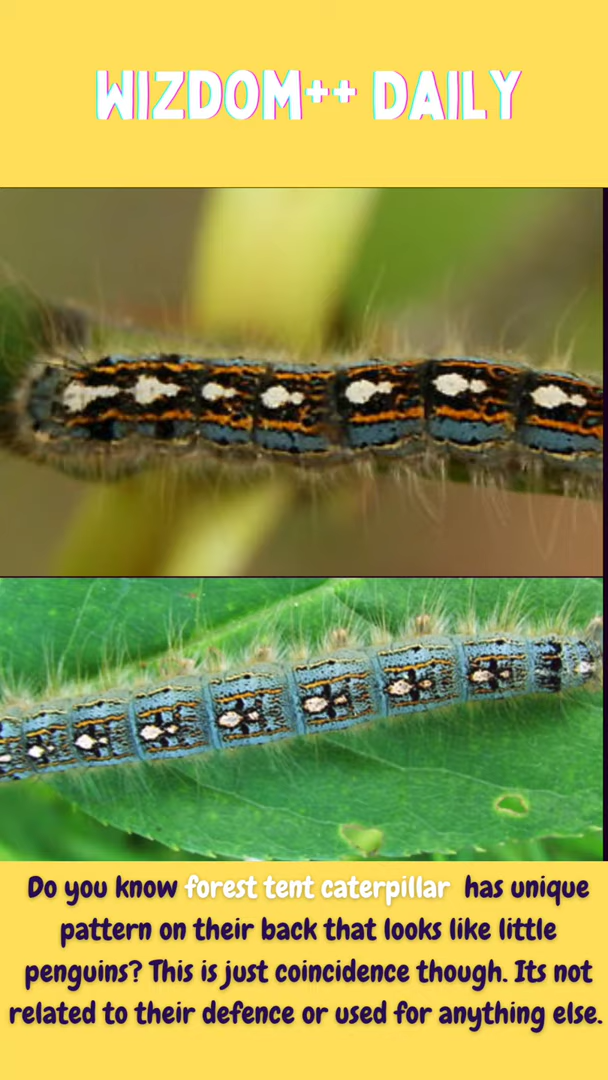 WIZDOM++ DAILY
Do you know forest tent caterpillar has unique
pattern on their back that looks like little
penguins? This is just coincidence though. Its not
related to their defence or used for anything else.